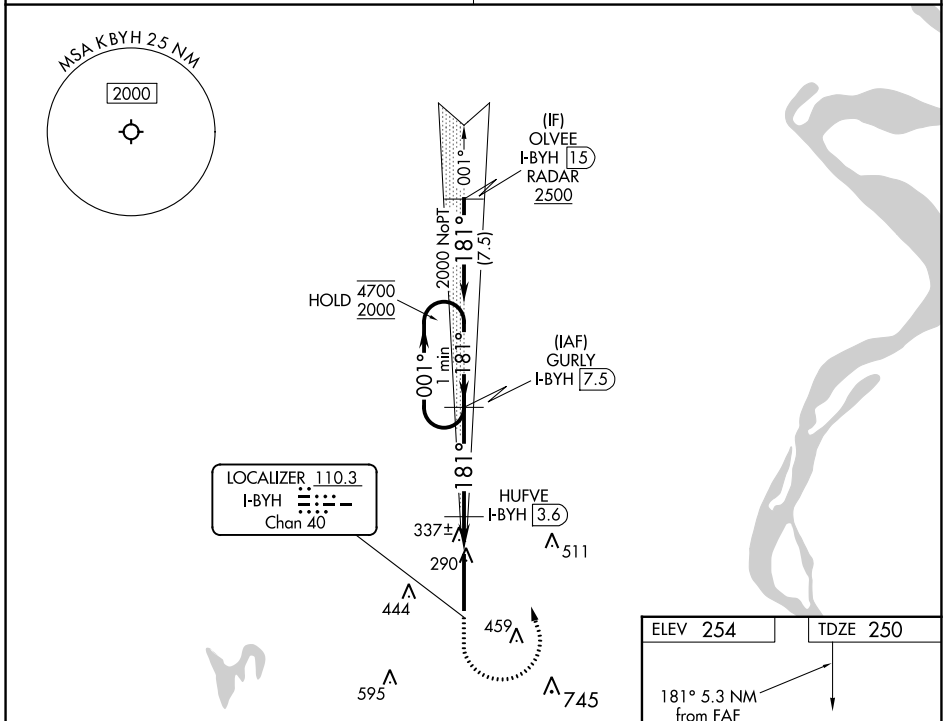 MSA KBYH 25 NM
2000
(IF)
OLVEE
I-BYH 15
RADAR
2500
001°
2000 NoPT
181°
(7.5)
HOLD 4700
2000
001°
1 min
181°
(IAF)
GURLY
I-BYH 7.5
181°
LOCALIZER 110.3
I-BYH
Chan 40
HUFVE
I-BYH 3.6
337±
511
290
444
459
595
745
ELEV 254
TDZE 250
181° 5.3 NM
from FAF